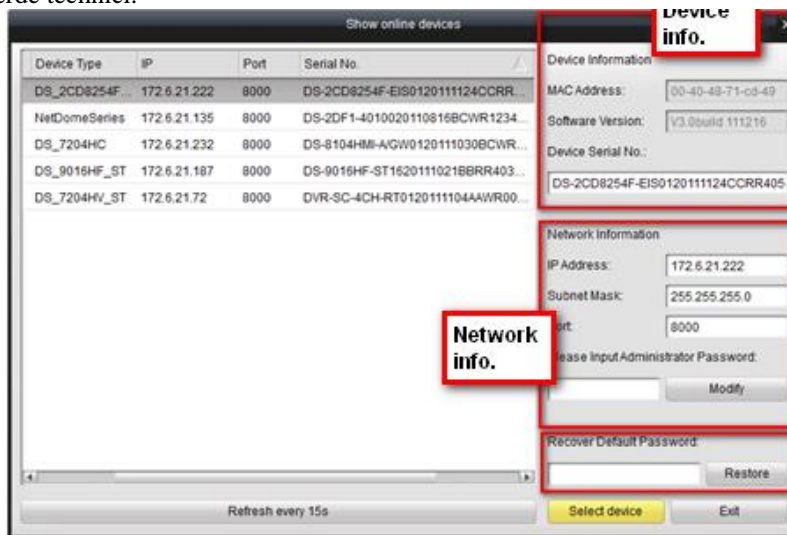 Show online devices
Device
info.
Device Type IP Port Serial No.
DS_2CD8254F... 172.6.21.222 8000 DS-2CD8254F-EIS0120111124CCRR...
NetDomeSeries 172.6.21.135 8000 DS-2DF1-4010020110816BCWR1234...
DS_7204HC 172.6.21.232 8000 DS-8104HMI-A/GW0120111030BCWR...
DS_9016HF_ST 172.6.21.187 8000 DS-9016HF-ST1620111021BBRR403...
DS_7204HV_ST 172.6.21.72 8000 DVR-SC-4CH-RT0120111104AAWR00...
Refresh every 15s
Device Information
MAC Address: 00-40-48-71-cd-49
Software Version: V3.0build 111216
Device Serial No.:
DS-2CD8254F-EIS0120111124CCRR405
Network Information
IP Address: 172.6.21.222
Subnet Mask: 255.255.255.0
8000
Network
info.
Input Administrator Password:
Modify
Recover Default Password:
Restore
Select device Exit